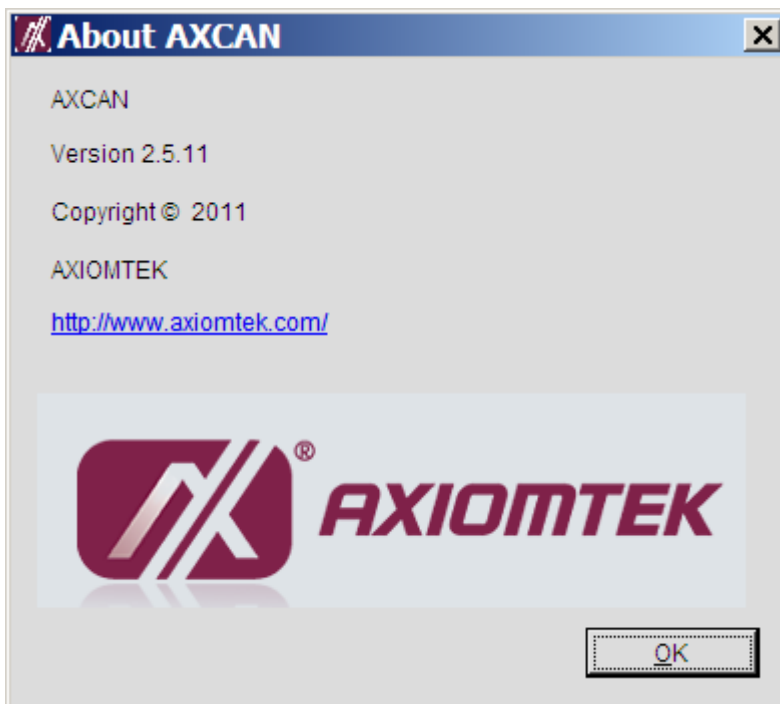 About AXCAN
AXCAN
Version 2.5.11
Copyright © 2011
AXIOMTEK
http://www.axiomtek.com/
® AXIOMTEK
OK